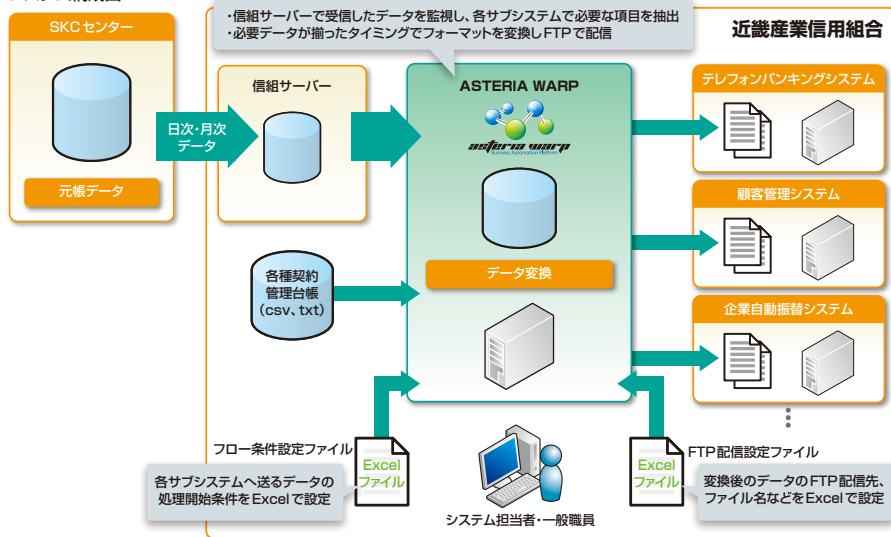 SKCセンター
元帳データ
日次・月次
データ
・信組サーバーで受信したデータを監視し、各サブシステムで必要な項目を抽出
・必要データが揃ったタイミングでフォーマットを変換しFTPで配信
近畿産業信用組合
信組サーバー
ASTERIA WARP
asteria warp
Business Automation Platform
データ変換
各種契約
管理台帳
(csv、txt)
テレフォンバンキングシステム
顧客管理システム
企業自動振替システム
フロー条件設定ファイル
Excel
ファイル
各サブシステムへ送るデータの
処理開始条件をExcelで設定
システム担当者・一般職員
FTP配信設定ファイル
Excel
ファイル
変換後のデータのFTP配信先、
ファイル名などをExcelで設定